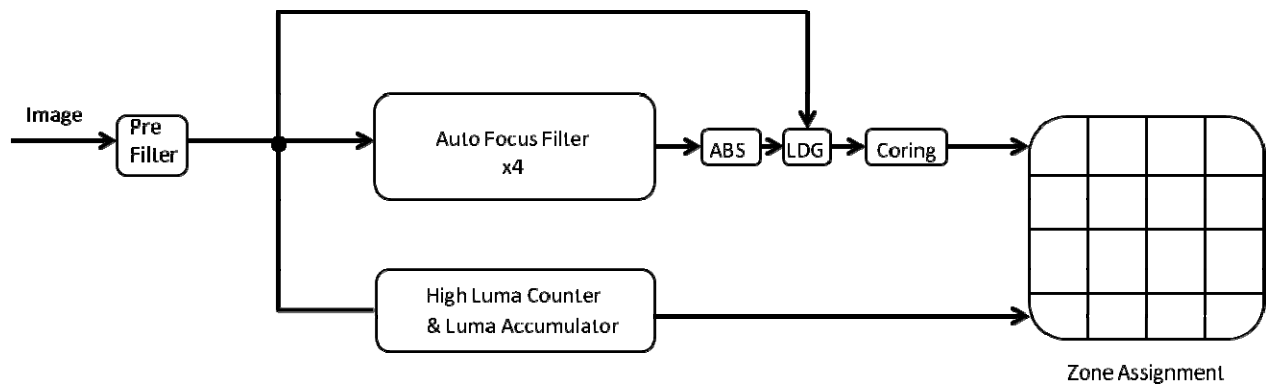 Image
Pre
Filter
Auto Focus Filter
x4
ABS
LDG
Coring
High Luma Counter
& Luma Accumulator
Zone Assignment